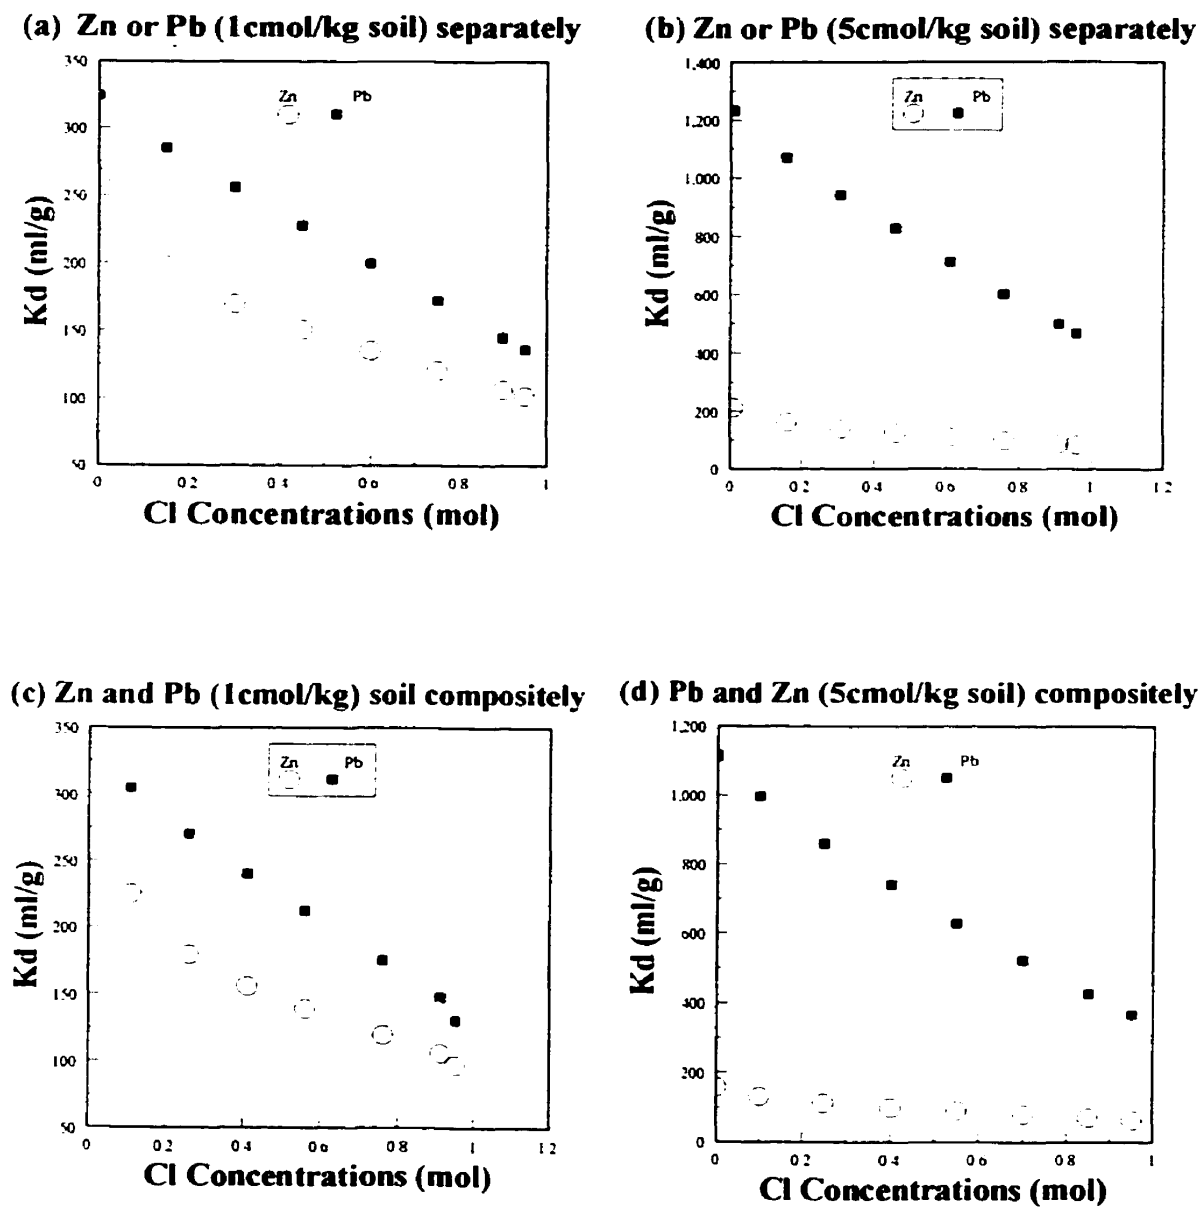 (a) Zn or Pb (1cmol/kg soil) separately
350
300
250
200
150
100
50
Kd (ml/g)
Zn Pb
0 0.2 0.4 0.6 0.8 1
Cl Concentrations (mol)
(b) Zn or Pb (5cmol/kg soil) separately
1,400
1,200
1,000
800
600
400
200
0
Kd (ml/g)
Zn Pb
0 0.2 0.4 0.6 0.8 1 1.2
Cl Concentrations (mol)
(c) Zn and Pb (1cmol/kg) soil compositely
350
300
250
200
150
100
50
Kd (ml/g)
Zn Pb
0 0.2 0.4 0.6 0.8 1 1.2
Cl Concentrations (mol)
(d) Pb and Zn (5cmol/kg soil) compositely
1,200
1,000
800
600
400
200
0
Kd (ml/g)
Zn Pb
0 0.2 0.4 0.6 0.8 1
Cl Concentrations (mol)